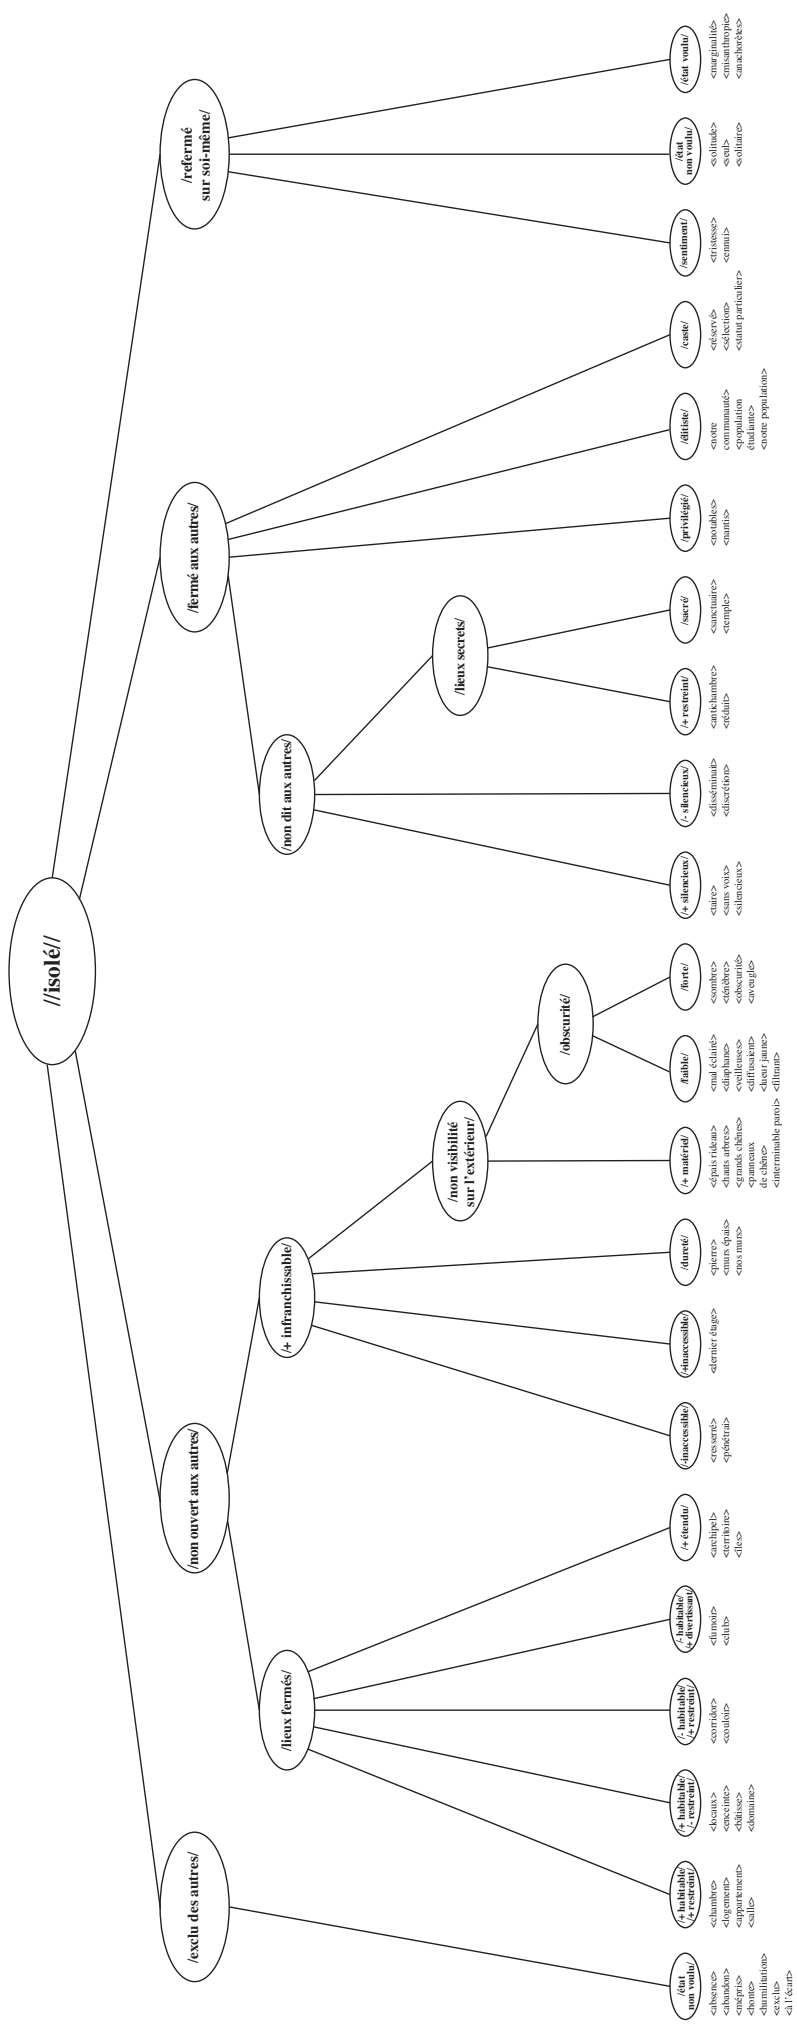 //isolé//
/exclu des autres/
/non ouvert aux autres/
/fermé aux autres/
/refermé
sur soi-même/
/lieux fermés/
/+ infranchissable/
/non dit aux autres/
/non visibilité
sur l'extérieur/
/lieux secrets/
/obscurité/
/état
non voulu/
<absence>
<abandon>
<mépris>
<honte>
<humilitation>
<exclu>
<à l'écart>
/+ habitable/
/+ restreint/
<chambre>
<logement>
<appartement>
<salle>
/+ habitable/
/- restreint/
<locaux>
<enceinte>
<bâtisse>
<domaine>
/- habitable/
/+ restreint/
<corridor>
<couloir>
/- habitable/
/+ divertissant/
<fumoir>
<club>
/+ étendu/
<archipel>
<territoire>
<îles>
/-inaccessible/
<resserré>
<pénétrai>
/+inaccessible/
<dernier étage>
/dureté/
<pierre>
<murs épais>
<nos murs>
/+ matériel/
<épais rideau>
<hauts arbres>
<grands chênes>
<panneaux
de chêne>
<interminable paroi>
/faible/
<mal éclairé>
<diaphane>
<veilleuses>
<diffusaient>
<lueur jaune>
<filtrant>
/forte/
<sombre>
<ténèbre>
<obscurité>
<aveugle>
/+ silencieux/
<taire>
<sans voix>
<silencieux>
/- silencieux/
<disséminait>
<discrétion>
/+ restreint/
<antichambre>
<réduit>
/sacré/
<sanctuaire>
<temple>
/privilégié/
<notables>
<nantis>
/élitiste/
<notre
communauté>
<population
étudiante>
<notre population>
/caste/
<réservé>
<sélection>
<statut particulier>
/sentiment/
<tristesse>
<ennui>
/état
non voulu/
<solitude>
<seul>
<solitaire>
/état voulu/
<marginalité>
<misanthropie>
<anachorètes>